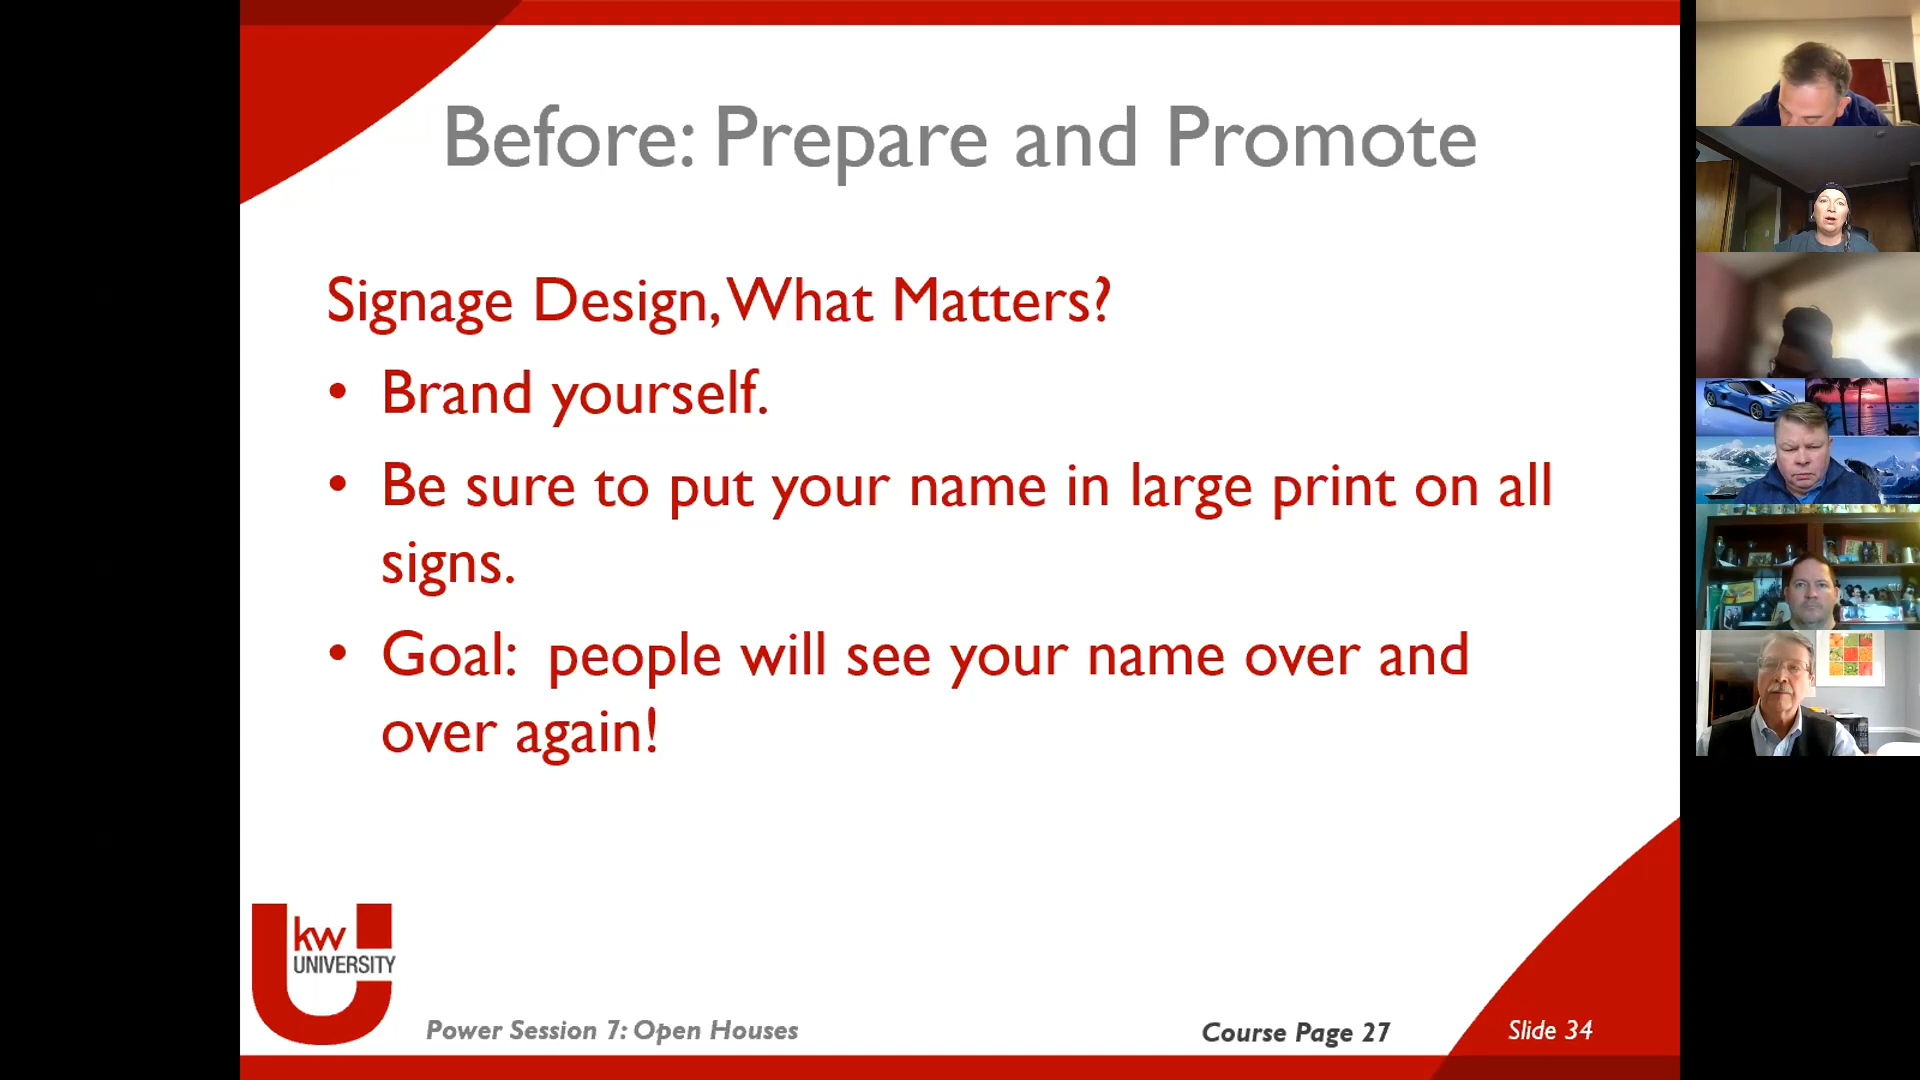 Before: Prepare and Promote
Signage Design, What Matters?
• Brand yourself.
• Be sure to put your name in large print on all
signs.
• Goal:  people will see your name over and
over again!
kw
UNIVERSITY
Power Session 7: Open Houses
Course Page 27
Slide 34